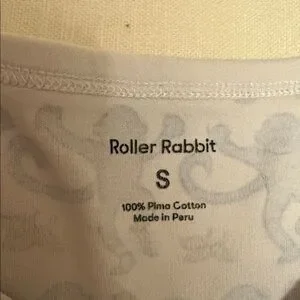 Roller Rabbit
S
100% Pima Cotton
Made in Peru